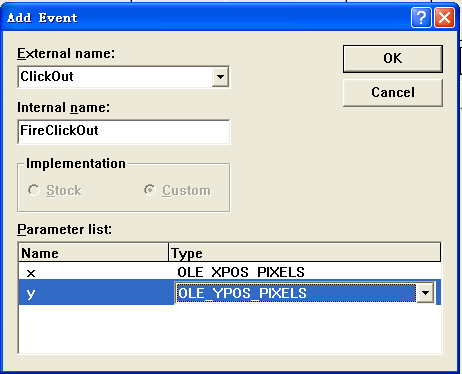 Add Event
External name:
ClickOut
OK
Cancel
Internal name:
FireClickOut
Implementation
Stock
Custom
Parameter list:
Name Type
x OLE_XPOS_PIXELS
y OLE_YPOS_PIXELS